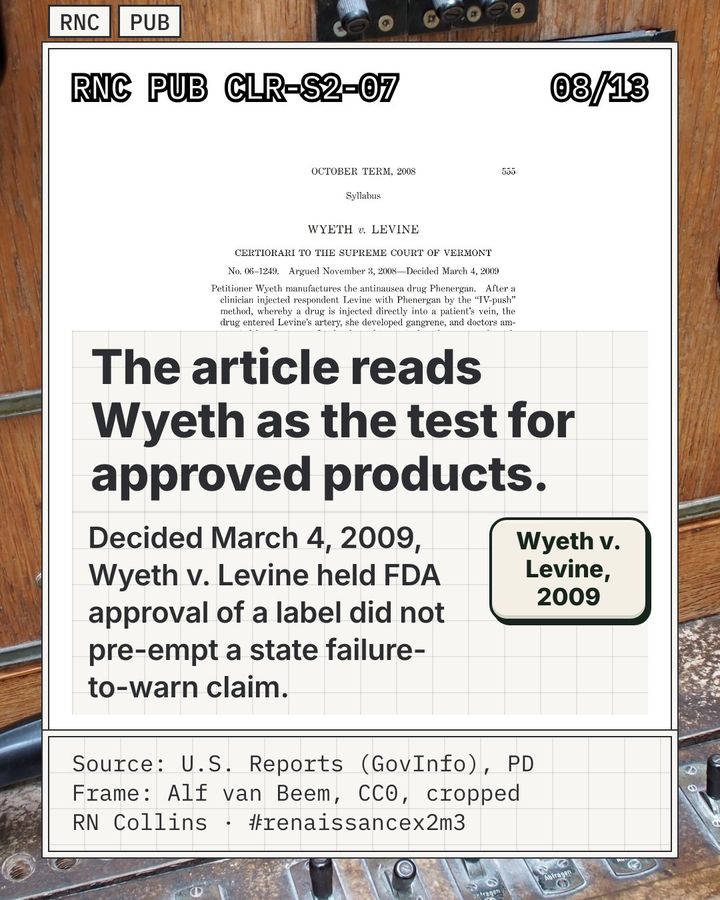 RNC PUB
RNC PUB CLR-S2-07 08/13
OCTOBER TERM, 2008 555
Syllabus
WYETH v. LEVINE
CERTIORARI TO THE SUPREME COURT OF VERMONT
No. 06–1249. Argued November 3, 2008—Decided March 4, 2009
Petitioner Wyeth manufactures the antinausea drug Phenergan. After a
clinician injected respondent Levine with Phenergan by the “IV-push”
method, whereby a drug is injected directly into a patient’s vein, the
drug entered Levine’s artery, she developed gangrene, and doctors am-
The article reads
Wyeth as the test for
approved products.
Decided March 4, 2009,
Wyeth v. Levine held FDA
approval of a label did not
pre-empt a state failure-
to-warn claim.
Wyeth v.
Levine,
2009
Source: U.S. Reports (GovInfo), PD
Frame: Alf van Beem, CC0, cropped
RN Collins · #renaissancex2m3